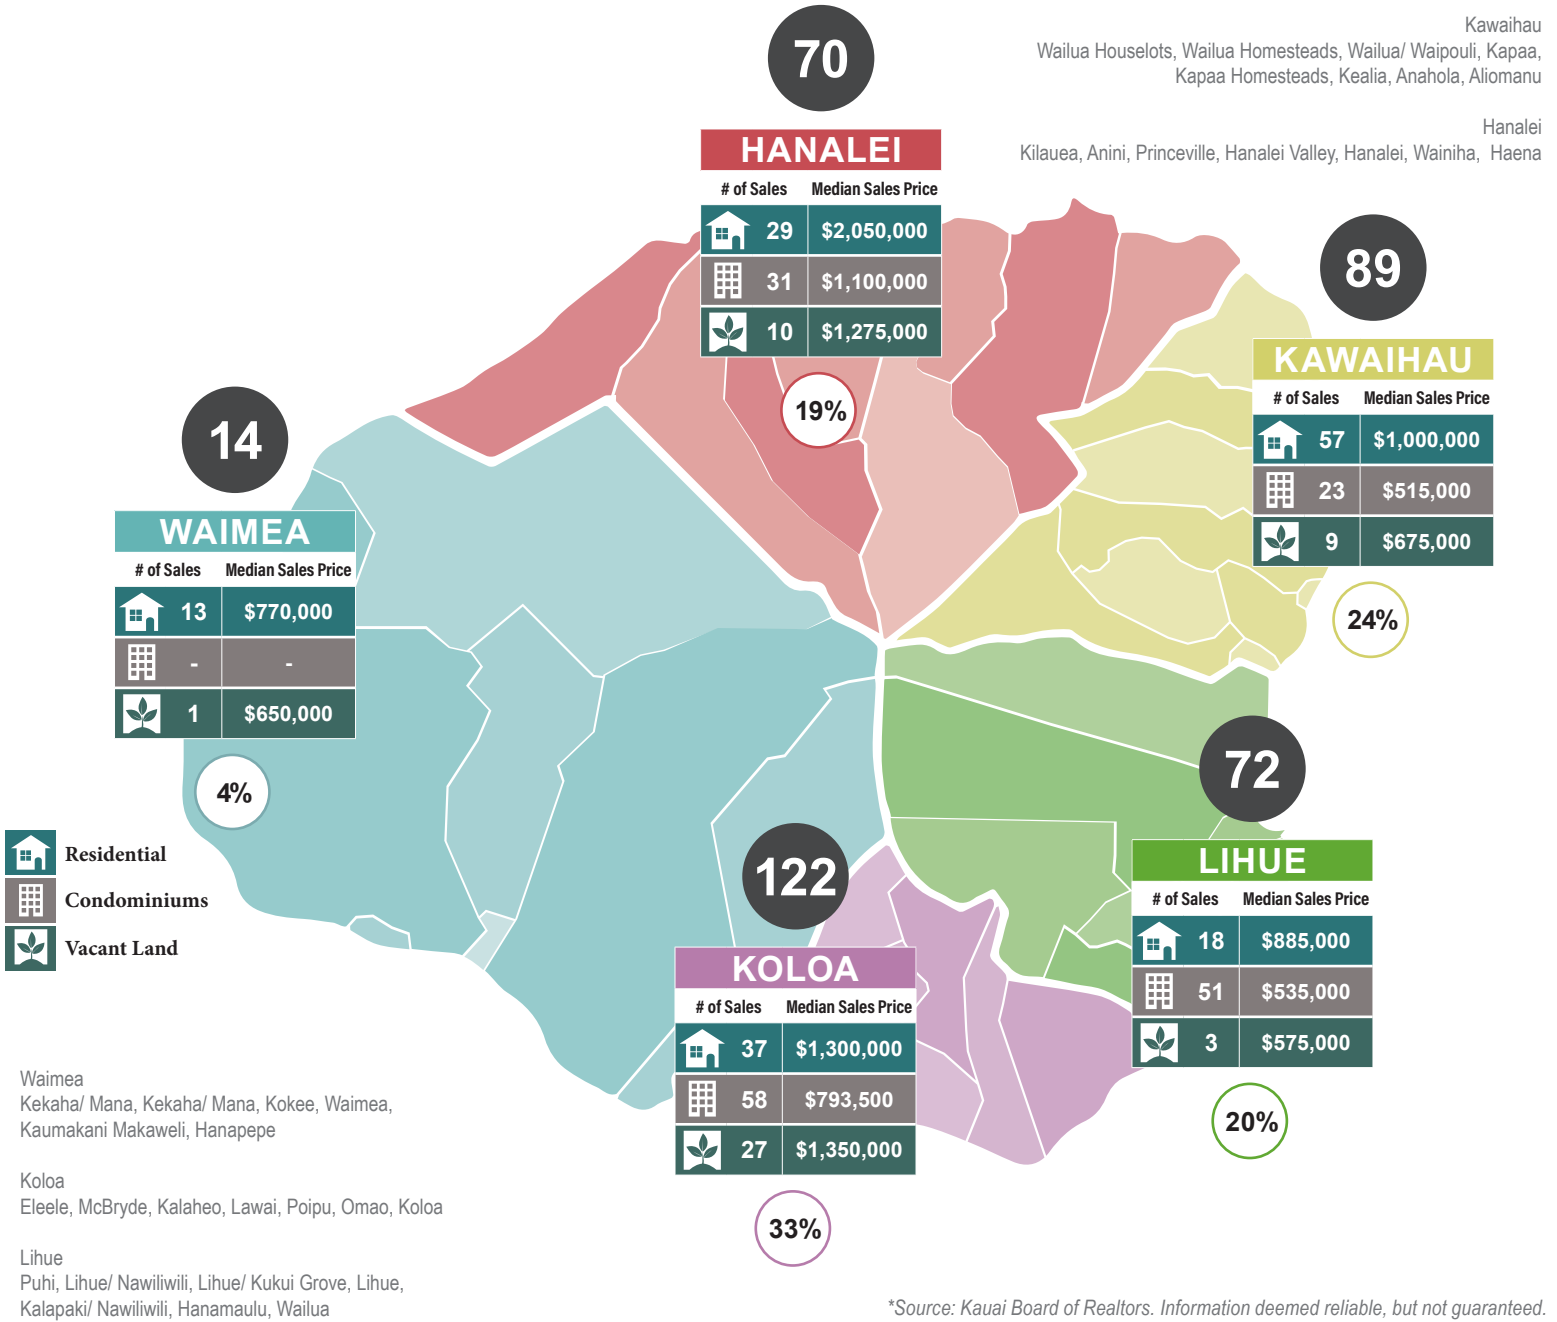 70
HANALEI
# of Sales Median Sales Price
29 $2,050,000
31 $1,100,000
10 $1,275,000
19%
Kawaihau
Wailua Houselots, Wailua Homesteads, Wailua/ Waipouli, Kapaa,
Kapaa Homesteads, Kealia, Anahola, Aliomanu
Hanalei
Kilauea, Anini, Princeville, Hanalei Valley, Hanalei, Wainiha, Haena
89
KAWAIHAU
# of Sales Median Sales Price
57 $1,000,000
23 $515,000
9 $675,000
24%
14
WAIMEA
# of Sales Median Sales Price
13 $770,000
- -
1 $650,000
4%
Residential
Condominiums
Vacant Land
72
LIHUE
# of Sales Median Sales Price
18 $885,000
51 $535,000
3 $575,000
20%
122
KOLOA
# of Sales Median Sales Price
37 $1,300,000
58 $793,500
27 $1,350,000
33%
Waimea
Kekaha/ Mana, Kekaha/ Mana, Kokee, Waimea,
Kaumakani Makaweli, Hanapepe
Koloa
Eleele, McBryde, Kalaheo, Lawai, Poipu, Omao, Koloa
Lihue
Puhi, Lihue/ Nawiliwili, Lihue/ Kukui Grove, Lihue,
Kalapaki/ Nawiliwili, Hanamaulu, Wailua
*Source: Kauai Board of Realtors. Information deemed reliable, but not guaranteed.